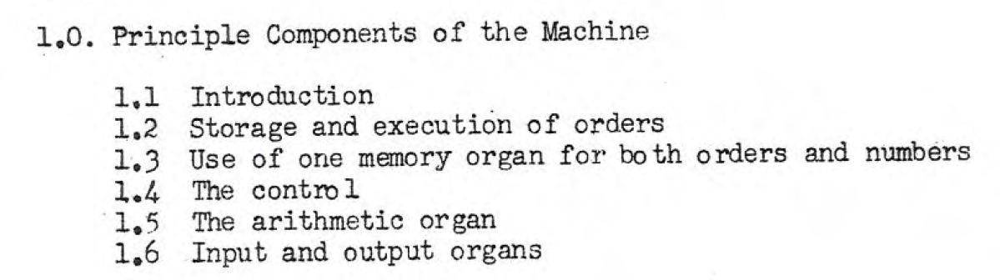 1.0. Principle Components of the Machine
1.1 Introduction
1.2 Storage and execution of orders
1.3 Use of one memory organ for both orders and numbers
1.4 The control
1.5 The arithmetic organ
1.6 Input and output organs